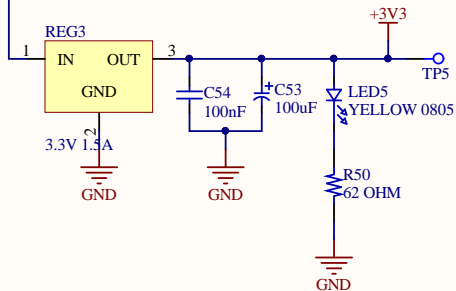 +3V3
REG3
1
IN
OUT
3
GND
TP5
2
3.3V 1.5A
GND
C54
100nF
+
C53
100uF
GND
LED5
YELLOW 0805
R50
62 OHM
GND